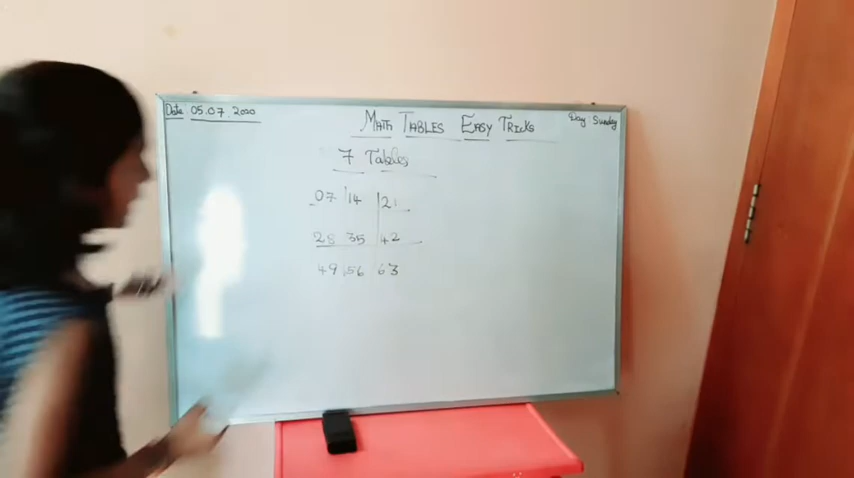 Date 05.07.2020 Math Tables Easy Tricks Day: Sunday
7 Tables
07 14 21
28 35 42
49 56 63